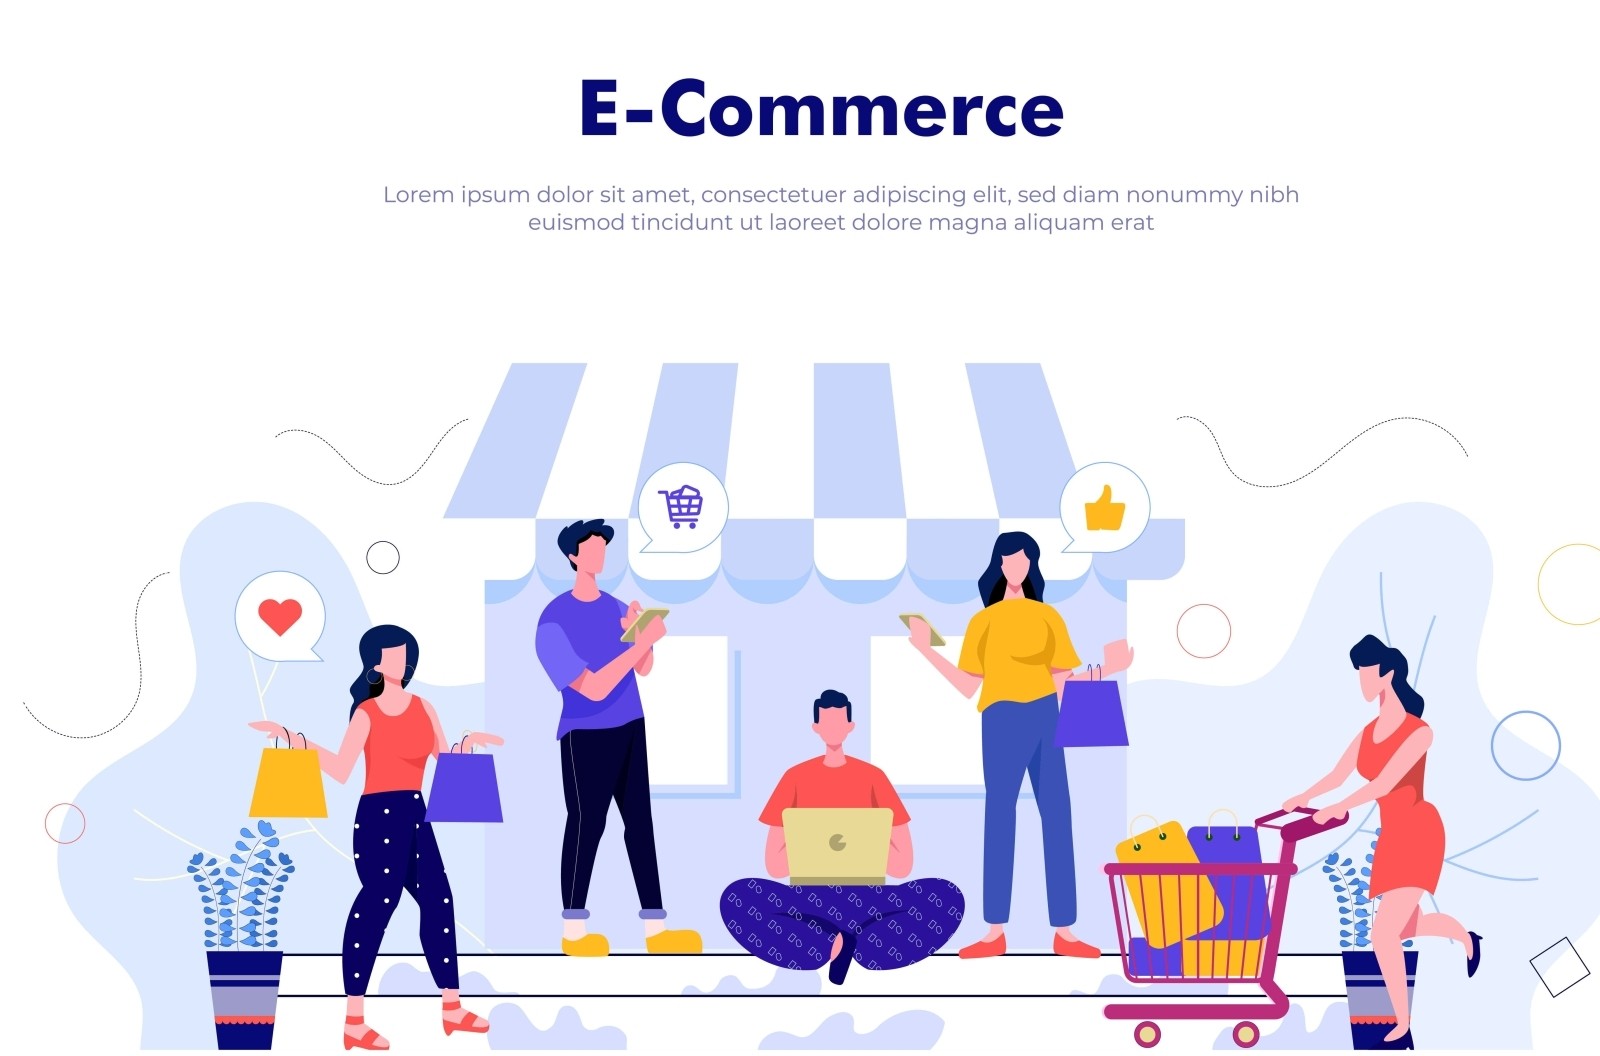 E-Commerce
Lorem ipsum dolor sit amet, consectetuer adipiscing elit, sed diam nonummy nibh
euismod tincidunt ut laoreet dolore magna aliquam erat